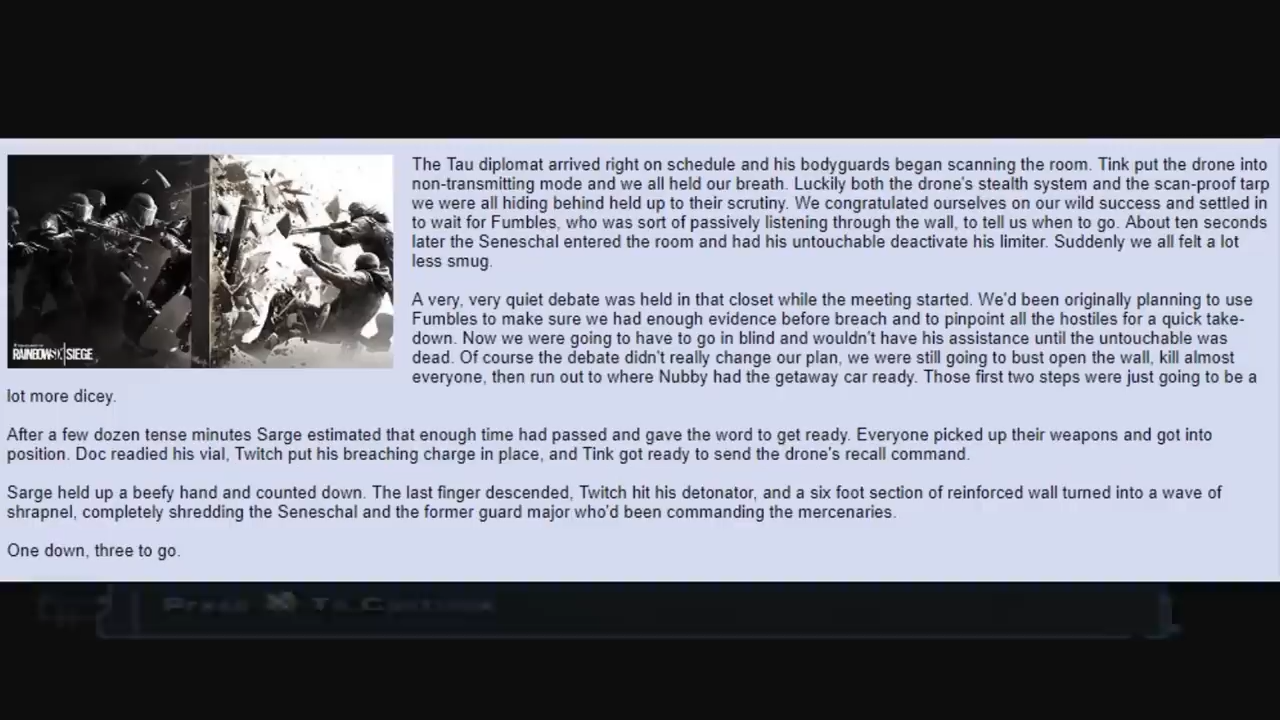 The Tau diplomat arrived right on schedule and his bodyguards began scanning the room. Tink put the drone into
non-transmitting mode and we all held our breath. Luckily both the drone's stealth system and the scan-proof tarp
we were all hiding behind held up to their scrutiny. We congratulated ourselves on our wild success and settled in
to wait for Fumbles, who was sort of passively listening through the wall, to tell us when to go. About ten seconds
later the Seneschal entered the room and had his untouchable deactivate his limiter. Suddenly we all felt a lot
less smug.
A very, very quiet debate was held in that closet while the meeting started. We'd been originally planning to use
Fumbles to make sure we had enough evidence before breach and to pinpoint all the hostiles for a quick take-
down. Now we were going to have to go in blind and wouldn't have his assistance until the untouchable was
dead. Of course the debate didn't really change our plan, we were still going to bust open the wall, kill almost
everyone, then run out to where Nubby had the getaway car ready. Those first two steps were just going to be a
lot more dicey.
RAINBOW SIX | SIEGE
After a few dozen tense minutes Sarge estimated that enough time had passed and gave the word to get ready. Everyone picked up their weapons and got into
position. Doc readied his vial, Twitch put his breaching charge in place, and Tink got ready to send the drone's recall command.
Sarge held up a beefy hand and counted down. The last finger descended, Twitch hit his detonator, and a six foot section of reinforced wall turned into a wave of
shrapnel, completely shredding the Seneschal and the former guard major who'd been commanding the mercenaries.
One down, three to go.
Press To Continue